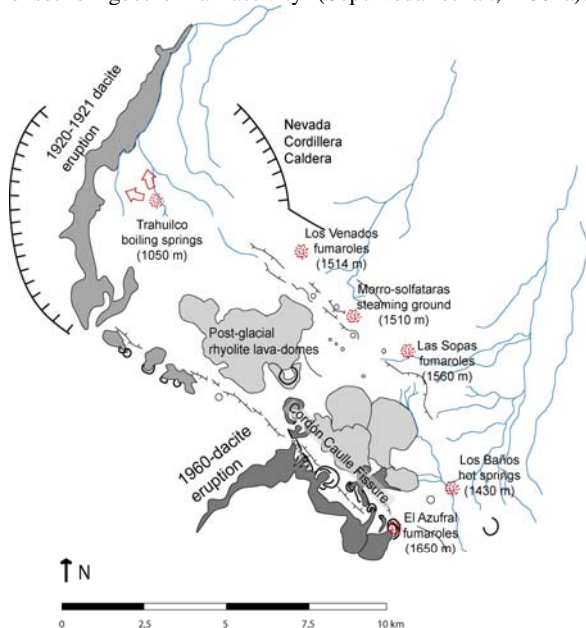 1920-1921 dacite
eruption
Nevada
Cordillera
Caldera
Trahuilco
boiling springs
(1050 m)
Los Venados
fumaroles
(1514 m)
Morro-solfataras
steaming ground
(1510 m)
Post-glacial
rhyolite lava-domes
Las Sopas
fumaroles
(1560 m)
Cordón Caulle Fissure
1960-dacite
eruption
Los Baños
hot springs
(1430 m)
El Azufral
fumaroles
(1650 m)
N
0 2,5 5 7,5 10 km